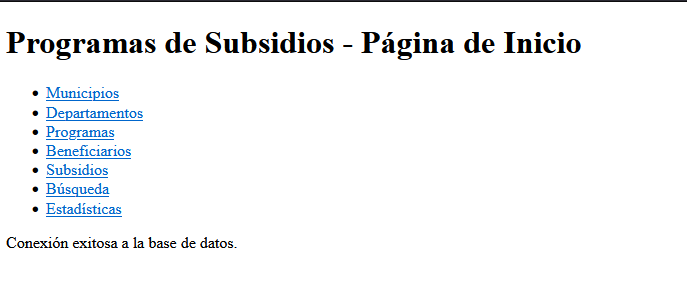 Programas de Subsidios - Página de Inicio
Municipios
Departamentos
Programas
Beneficiarios
Subsidios
Búsqueda
Estadísticas
Conexión exitosa a la base de datos.